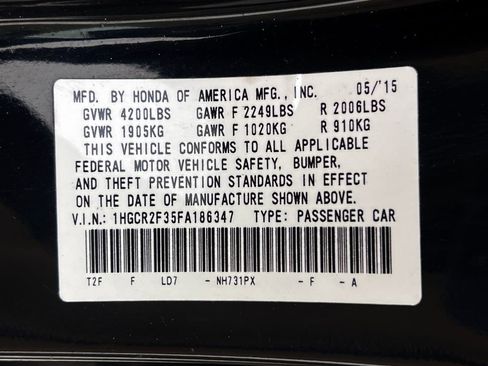 MFD. BY HONDA OF AMERICA MFG., INC. 05/'15
GVWR 4200LBS GAWR F 2249LBS R 2006LBS
GVWR 1905KG GAWR F 1020KG R 910KG
THIS VEHICLE CONFORMS TO ALL APPLICABLE
FEDERAL MOTOR VEHICLE SAFETY, BUMPER,
AND THEFT PREVENTION STANDARDS IN EFFECT
ON THE DATE OF MANUFACTURE SHOWN ABOVE.
V.I.N.: 1HGCR2F35FA186347 TYPE: PASSENGER CAR
T2F F LD7 - NH731PX - F - A